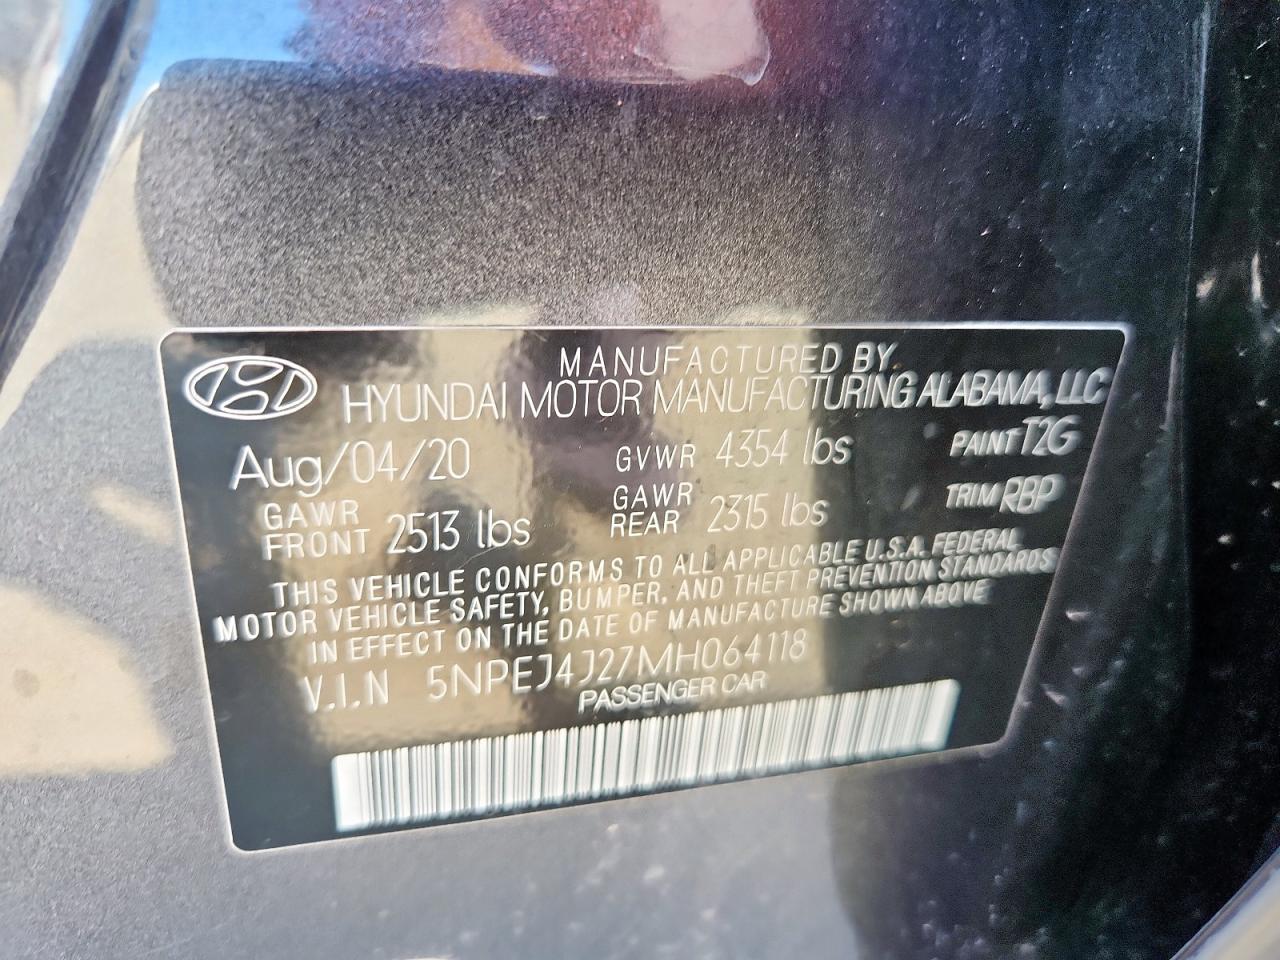 MANUFACTURED BY
HYUNDAI MOTOR MANUFACTURING ALABAMA, LLC
Aug/04/20 GVWR 4354 lbs PAINT T2G
GAWR FRONT 2513 lbs GAWR REAR 2315 lbs TRIM RBP
THIS VEHICLE CONFORMS TO ALL APPLICABLE U.S.A. FEDERAL
MOTOR VEHICLE SAFETY, BUMPER, AND THEFT PREVENTION STANDARDS
IN EFFECT ON THE DATE OF MANUFACTURE SHOWN ABOVE
V.I.N 5NPEJ4J27MH064118
PASSENGER CAR